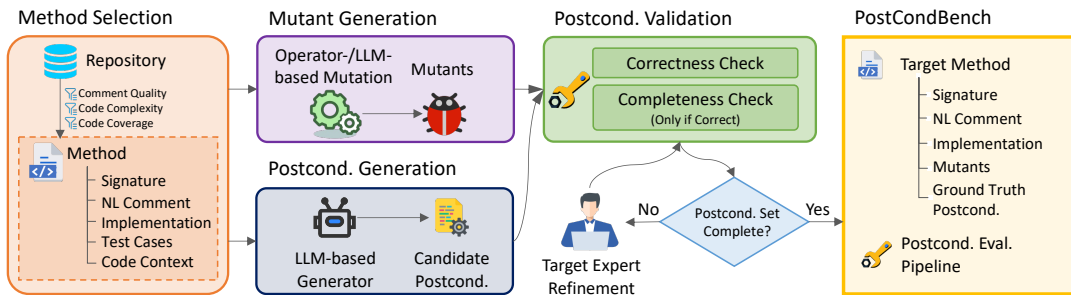 Method Selection
Repository
Comment Quality
Code Complexity
Code Coverage
Method
Signature
NL Comment
Implementation
Test Cases
Code Context
Mutant Generation
Operator-/LLM-
based Mutation
Mutants
Postcond. Generation
LLM-based
Generator
Candidate
Postcond.
Postcond. Validation
Correctness Check
Completeness Check
(Only if Correct)
Postcond. Set
Complete?
No
Yes
Target Expert
Refinement
PostCondBench
Target Method
Signature
NL Comment
Implementation
Mutants
Ground Truth
Postcond.
Postcond. Eval.
Pipeline